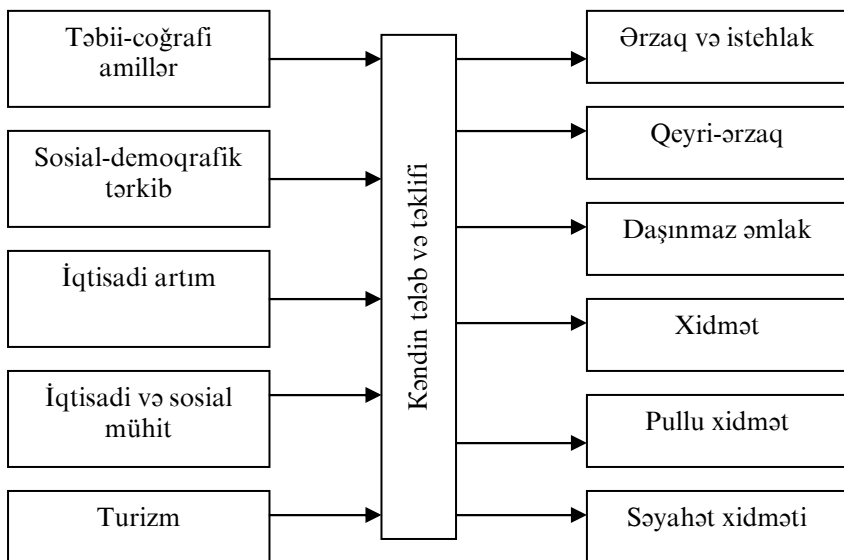 Təbii-coğrafi
amillər
Sosial-demoqrafik
tərkib
İqtisadi artım
İqtisadi və sosial
mühit
Turizm
Kəndin tələb və təklifi
Ərzaq və istehlak
Qeyri-ərzaq
Daşınmaz əmlak
Xidmət
Pullu xidmət
Səyahət xidməti